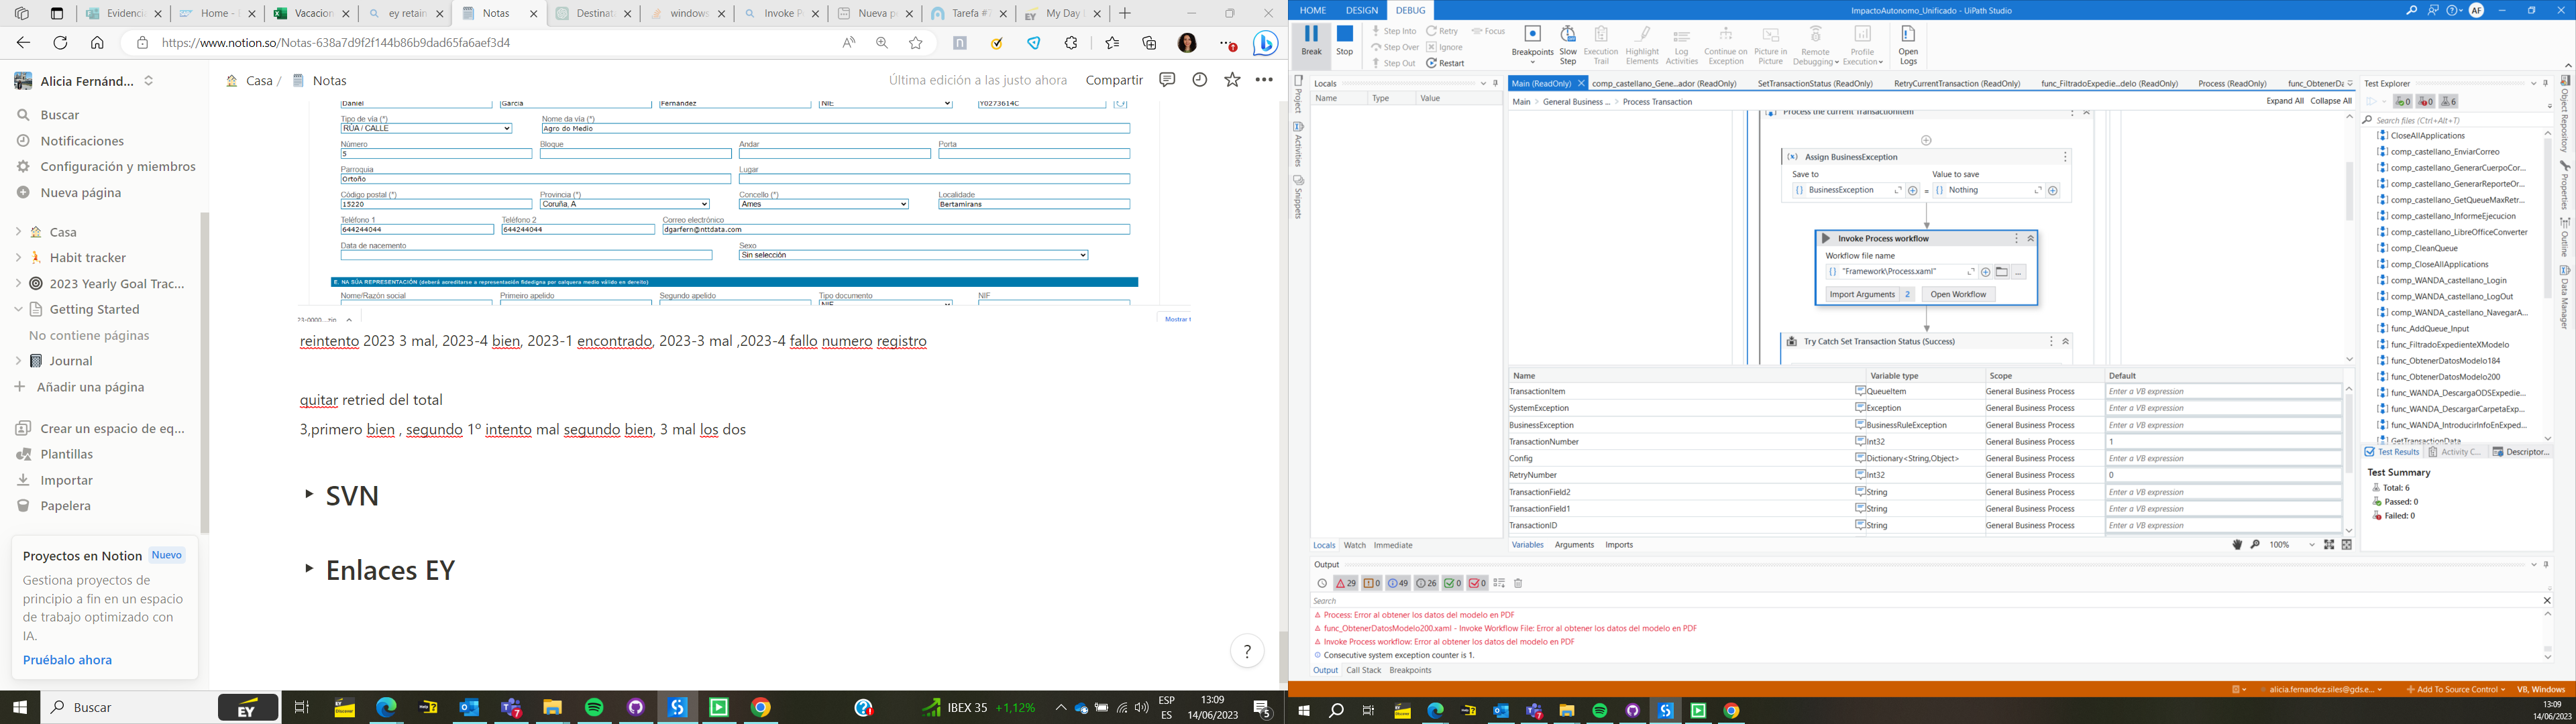 Evidenci
Home -
Vacacion
ey retain
Notas
Destinat
windows
Invoke P
Nueva p
Tarefa #7
My Day
https://www.notion.so/Notas-638a7d9f2f144b86b9dad65fa6aef3d4
Alicia Fernánd...
Casa / Notas
Última edición a las justo ahora
Compartir
Buscar
Notificaciones
Configuración y miembros
Nueva página
Casa
Habit tracker
2023 Yearly Goal Trac...
Getting Started
No contiene páginas
Journal
Añadir una página
Crear un espacio de eq...
Plantillas
Importar
Papelera
Proyectos en Notion Nuevo
Gestiona proyectos de
principio a fin en un espacio
de trabajo optimizado con
IA.
Pruébalo ahora
Daniel García Fernández NIE Y0273614C
Tipo de vía (*) Nome da vía (*)
RÚA / CALLE Agro do Medio
Número Bloque Andar Porta
5
Parroquia Lugar
Ortoño
Código postal (*) Provincia (*) Concello (*) Localidade
15220 Coruña, A Ames Bertamirans
Teléfono 1 Teléfono 2 Correo electrónico
644244044 644244044 dgarfern@nttdata.com
Data de nacemento Sexo
Sin selección
E. NA SÚA REPRESENTACIÓN (deberá acreditarse a representación fidedigna por calquera medio válido en dereito)
Nome/Razón social Primeiro apelido Segundo apelido Tipo documento NIF
NIF
23-0000....zip
Mostrar t
reintento 2023 3 mal, 2023-4 bien, 2023-1 encontrado, 2023-3 mal ,2023-4 fallo numero registro
quitar retried del total
3,primero bien , segundo 1º intento mal segundo bien, 3 mal los dos
SVN
Enlaces EY
?
Buscar
EY
IBEX 35 +1,12%
ESP
ES
13:09
14/06/2023
5
HOME DESIGN DEBUG
ImpactoAutonomo_Unificado - UiPath Studio
AF
Break
Stop
Step Into
Step Over
Step Out
Retry
Ignore
Restart
Focus
Breakpoints
Slow Step
Execution Trail
Highlight Elements
Log Activities
Continue on Exception
Picture in Picture
Remote Debugging
Profile Execution
Open Logs
Project
Activities
Snippets
Locals
Name Type Value
Main (ReadOnly)
comp_castellano_Gene...ador (ReadOnly)
SetTransactionStatus (ReadOnly)
RetryCurrentTransaction (ReadOnly)
func_FiltradoExpedie...delo (ReadOnly)
Process (ReadOnly)
func_ObtenerDa
Main > General Business ... > Process Transaction
Expand All Collapse All
Process the current TransactionItem
Assign BusinessException
Save to Value to save
BusinessException = Nothing
Invoke Process workflow
Workflow file name
"Framework\Process.xaml"
Import Arguments 2 Open Workflow
Try Catch Set Transaction Status (Success)
Name Variable type Scope Default
TransactionItem QueueItem General Business Process Enter a VB expression
SystemException Exception General Business Process Enter a VB expression
BusinessException BusinessRuleException General Business Process Enter a VB expression
TransactionNumber Int32 General Business Process 1
Config Dictionary<String,Object> General Business Process Enter a VB expression
RetryNumber Int32 General Business Process 0
TransactionField2 String General Business Process Enter a VB expression
TransactionField1 String General Business Process Enter a VB expression
TransactionID String General Business Process Enter a VB expression
Locals Watch Immediate
Variables Arguments Imports
100%
Output
29 0 49 26 0 0
Search
Process: Error al obtener los datos del modelo en PDF
func_ObtenerDatosModelo200.xaml - Invoke Workflow File: Error al obtener los datos del modelo en PDF
Invoke Process workflow: Error al obtener los datos del modelo en PDF
Consecutive system exception counter is 1.
Output Call Stack Breakpoints
Test Explorer
0 0 6
Search files (Ctrl+Alt+T)
CloseAllApplications
comp_castellano_EnviarCorreo
comp_castellano_GenerarCuerpoCor...
comp_castellano_GenerarReporteOr...
comp_castellano_GetQueueMaxRetr...
comp_castellano_InformeEjecucion
comp_castellano_LibreOfficeConverter
comp_CleanQueue
comp_CloseAllApplications
comp_WANDA_castellano_Login
comp_WANDA_castellano_LogOut
comp_WANDA_castellano_NavegarA...
func_AddQueue_Input
func_FiltradoExpedienteXModelo
func_ObtenerDatosModelo184
func_ObtenerDatosModelo200
func_WANDA_DescargaODSExpedie...
func_WANDA_DescargarCarpetaExp...
func_WANDA_IntroducirInfoEnExped...
GetTransactionData
Test Results Activity C... Descriptor...
Test Summary
Total: 6
Passed: 0
Failed: 0
Object Repository
Properties
Outline
Data Manager
alicia.fernandez.siles@gds.e...
Add To Source Control
VB, Windows
13:09
14/06/2023